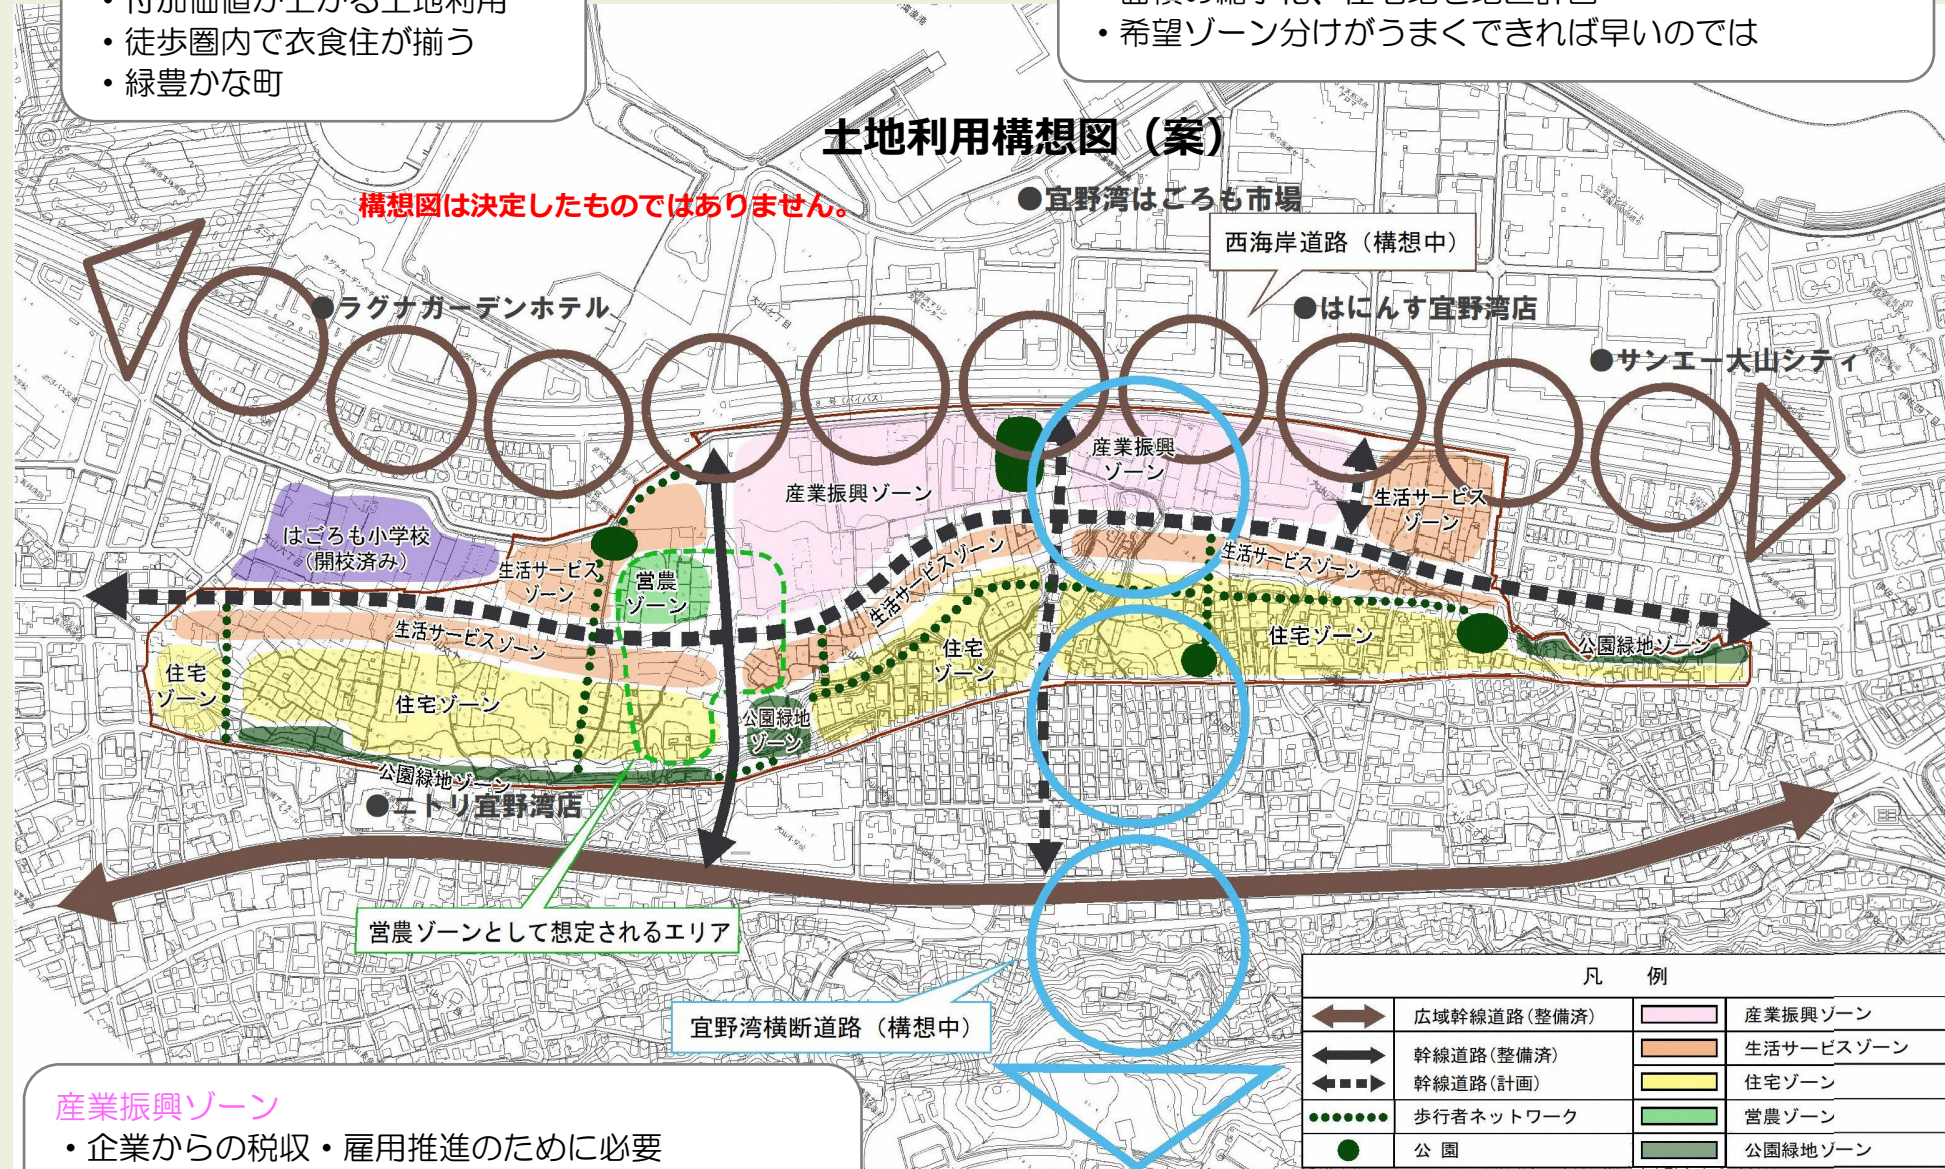 ・付加価値が上がる土地利用
・徒歩圏内で衣食住が揃う
・緑豊かな町
・希望ゾーン分けがうまくできれば早いのでは
土地利用構想図（案）
構想図は決定したものではありません。
●宜野湾はごろも市場
西海岸道路（構想中）
●ラグナガーデンホテル
●はにんす宜野湾店
●サンエー大山シティ
産業振興
ゾーン
産業振興ゾーン
生活サービス
ゾーン
はごろも小学校
（開校済み）
生活サービス
ゾーン
営農
ゾーン
生活サービスゾーン
生活サービスゾーン
生活サービスゾーン
住宅
ゾーン
住宅ゾーン
住宅
ゾーン
住宅ゾーン
公園緑地ゾーン
公園緑地
ゾーン
公園緑地ゾーン
●ニトリ宜野湾店
営農ゾーンとして想定されるエリア
宜野湾横断道路（構想中）
凡　例
広域幹線道路(整備済)
産業振興ゾーン
幹線道路(整備済)
生活サービスゾーン
幹線道路(計画)
住宅ゾーン
歩行者ネットワーク
営農ゾーン
公 園
公園緑地ゾーン
産業振興ゾーン
・企業からの税収・雇用推進のために必要